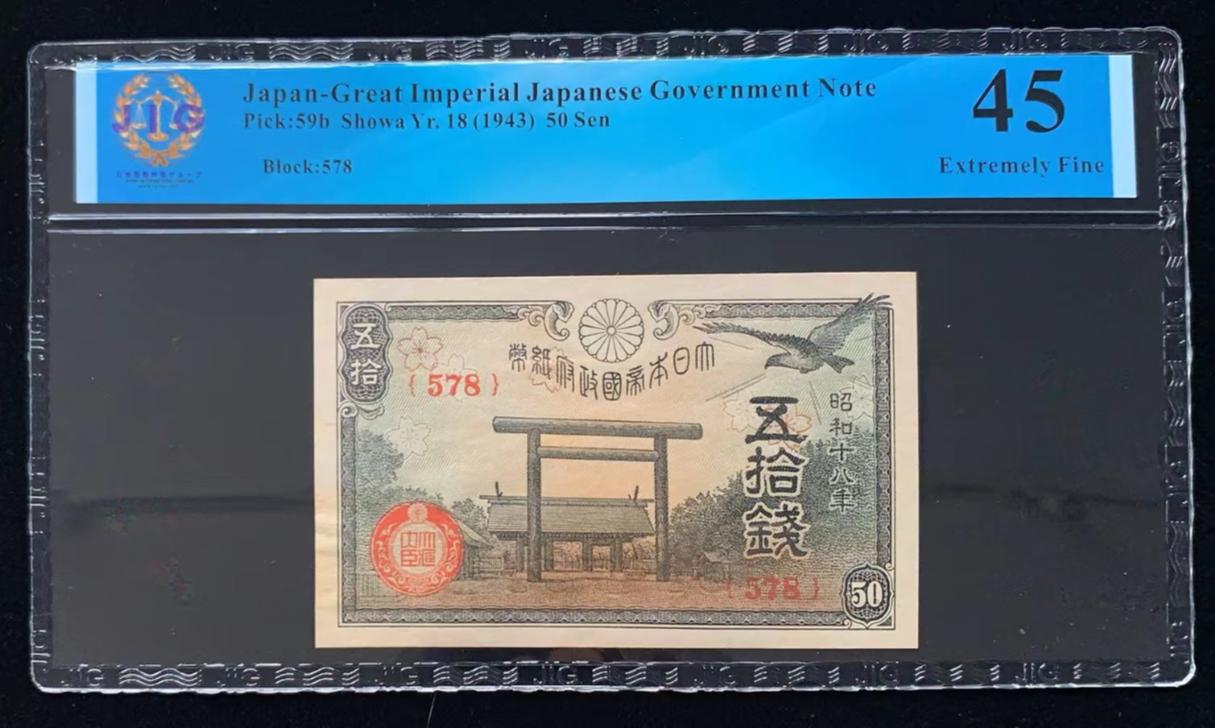 JIG
Japan-Great Imperial Japanese Government Note
Pick:59b Showa Yr. 18 (1943) 50 Sen
Block:578
45
Extremely Fine
五拾
大日本帝國政府紙幣
{578}
昭和十八年
五拾錢
{578}
50